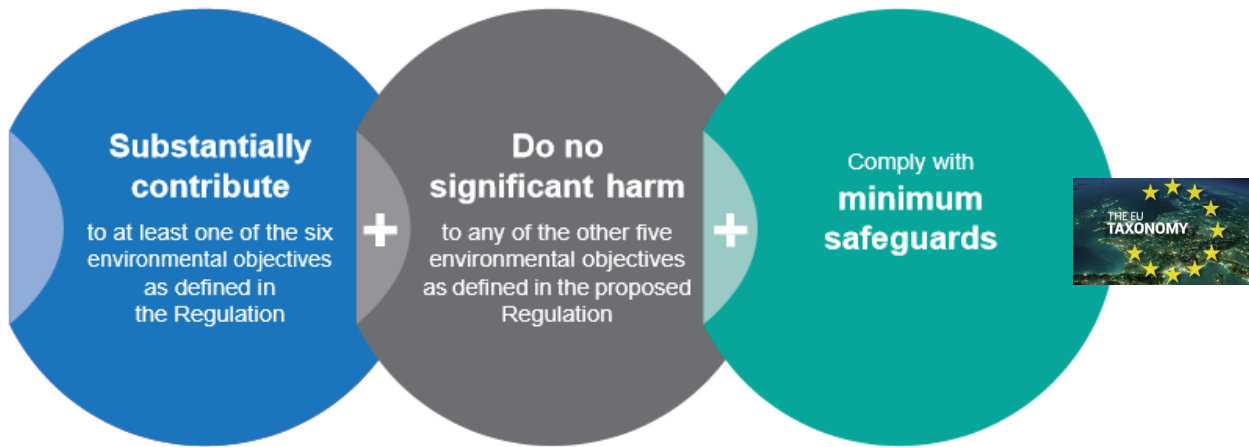 Substantially
contribute
to at least one of the six
environmental objectives
as defined in
the Regulation
+
Do no
significant harm
to any of the other five
environmental objectives
as defined in the proposed
Regulation
+
Comply with
minimum
safeguards
THE EU
TAXONOMY